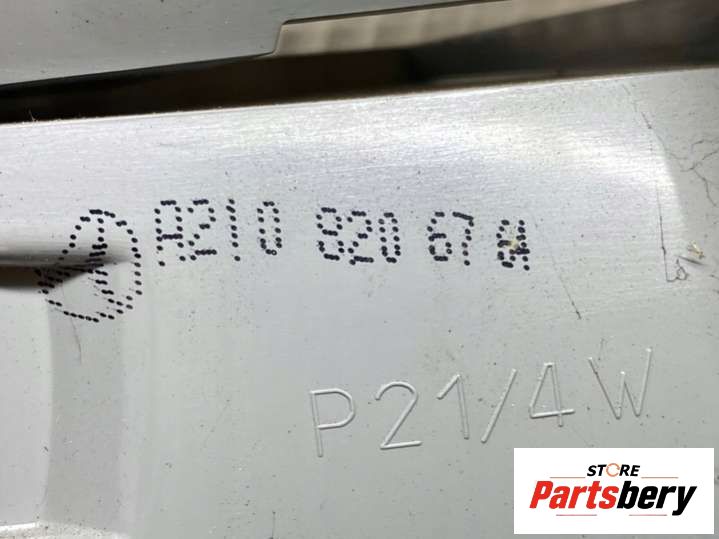 A210 820 67
P21/4W
STORE
Partsbery